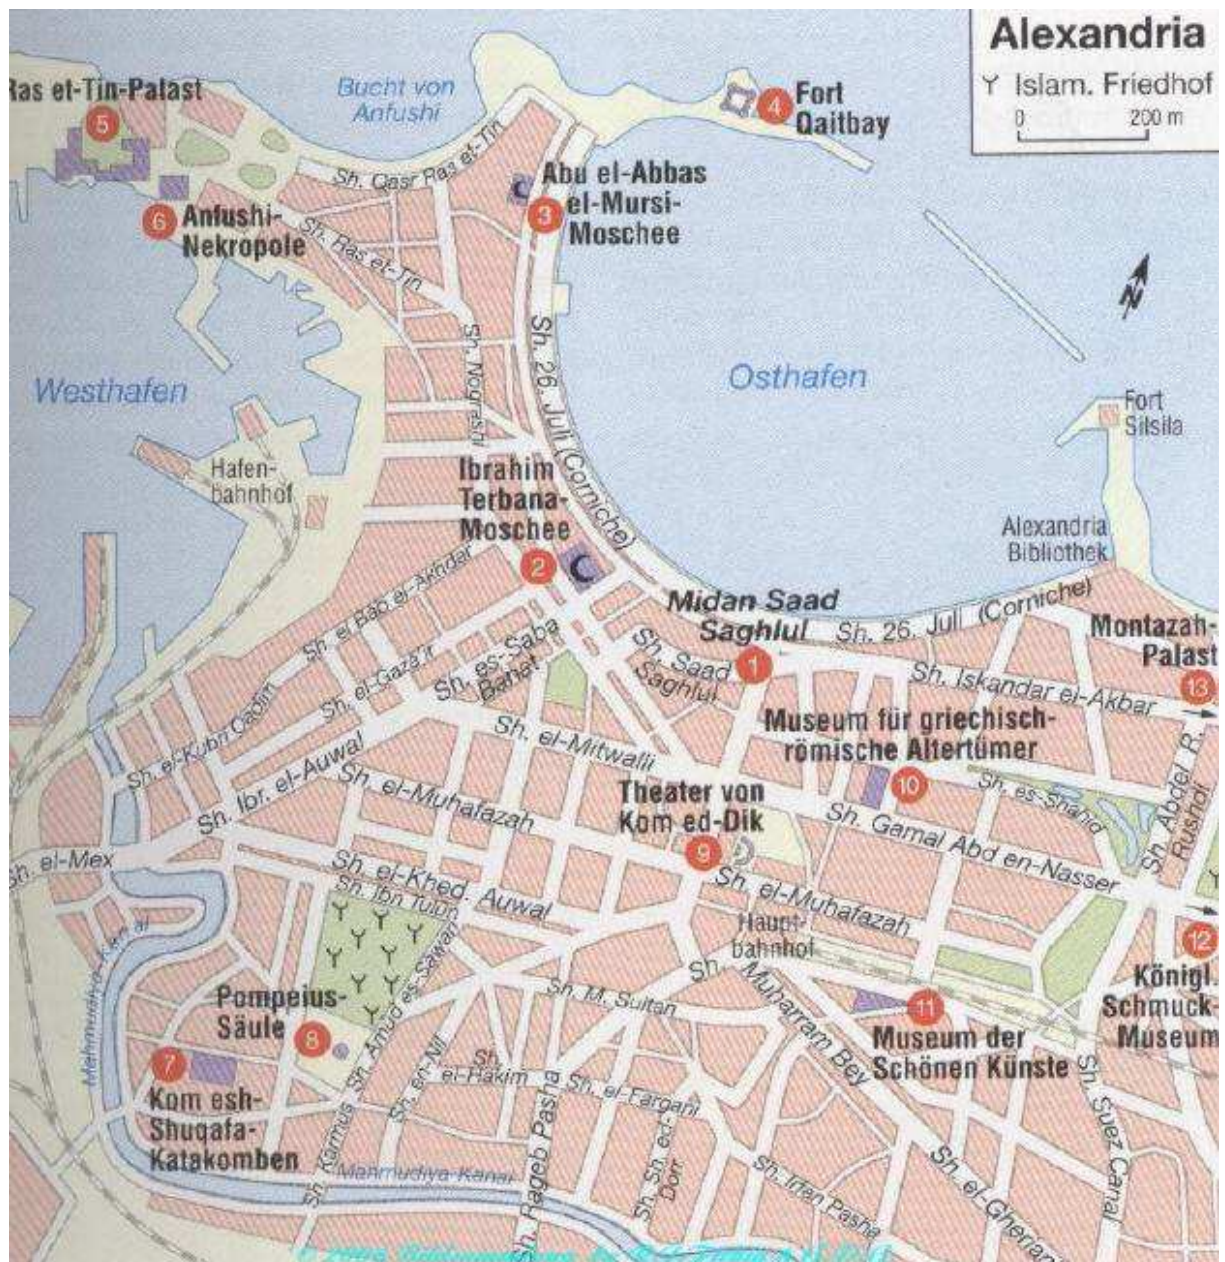 Alexandria
Islam. Friedhof
0 200 m
Ras et-Tin-Palast
5
Bucht von
Anfushi
Fort
Qaitbay
4
Sh. Qasr Ras et-Tin
Abu el-Abbas
el-Mursi-
Moschee
3
6
Anfushi-
Nekropole
Sh. Ras et-Tin
N
Westhafen
Osthafen
Sh. Nograshi
Sh. 26. Juli (Corniche)
Fort
Silsila
Hafen-
bahnhof
Ibrahim
Terbana-
Moschee
2
Alexandria
Bibliothek
Sh. el Bab el-Akhdar
Midan Saad
Saghlul
1
Sh. 26. Juli (Corniche)
Montazah-
Palast
13
Sh. el-Gaza'ir
Sh. es-Saba
Banat
Sh. Saad
Saghlul
Sh. Iskandar el-Akbar
Sh. el-Kubri Qadim
Sh. Ibr. el-Auwal
Sh. el-Mitwalli
Museum für griechisch-
römische Altertümer
10
Sh. el-Muhafazah
Theater von
Kom ed-Dik
9
Sh. es-Shahid
Sh. Abdel R.
Rushof
Sh. Gamal Abd en-Nasser
Sh. el-Mex
Sh. el-Khed. Auwal
Sh. Ibn Tulun
Sh. el-Muhafazah
Haupt-
bahnhof
12
Königl.
Schmuck-
Museum
Mahmudiya-Kanal
Sh. Amud es-Sawari
Sh. M. Sultan
Sh. Muharram Bey
11
Museum der
Schönen Künste
Pompeius-
Säule
8
7
Kom esh-
Shuqafa-
Katakomben
Sh. Karmus
Sh. en-Nil
Sh.
el-Hakim
Sh. el-Fargani
Sh. Rageb Pasha
Sh. Suez Canal
Mahmudiya-Kanal
Sh. Irfen Pasha
Sh. el-Gherian